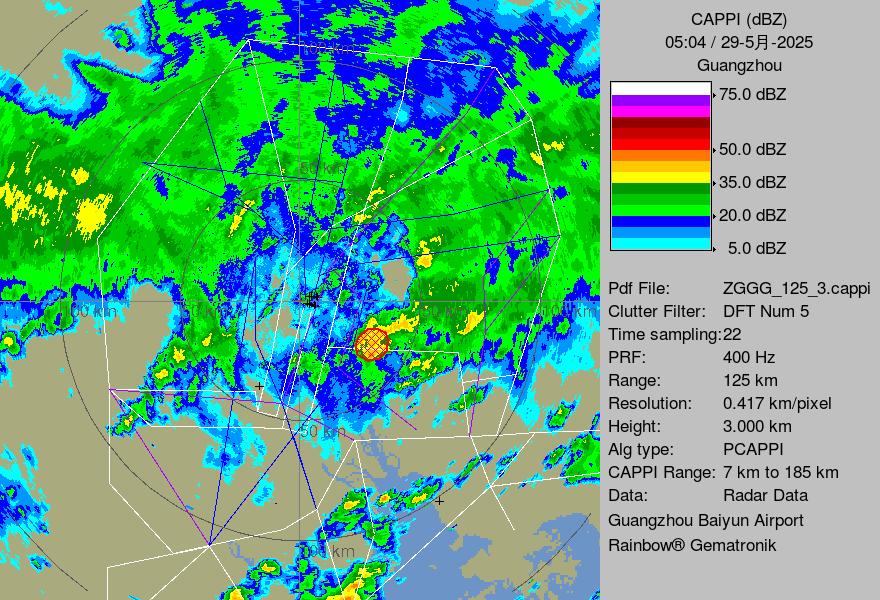 CAPPI (dBZ)
05:04 / 29-5月-2025
Guangzhou
75.0 dBZ
50.0 dBZ
35.0 dBZ
20.0 dBZ
5.0 dBZ
Pdf File: ZGGG_125_3.cappi
Clutter Filter: DFT Num 5
Time sampling:22
PRF: 400 Hz
Range: 125 km
Resolution: 0.417 km/pixel
Height: 3.000 km
Alg type: PCAPPI
CAPPI Range: 7 km to 185 km
Data: Radar Data
Guangzhou Baiyun Airport
Rainbow® Gematronik
100 km
50 km
100 km
50 km
100 km
50 km
100 km